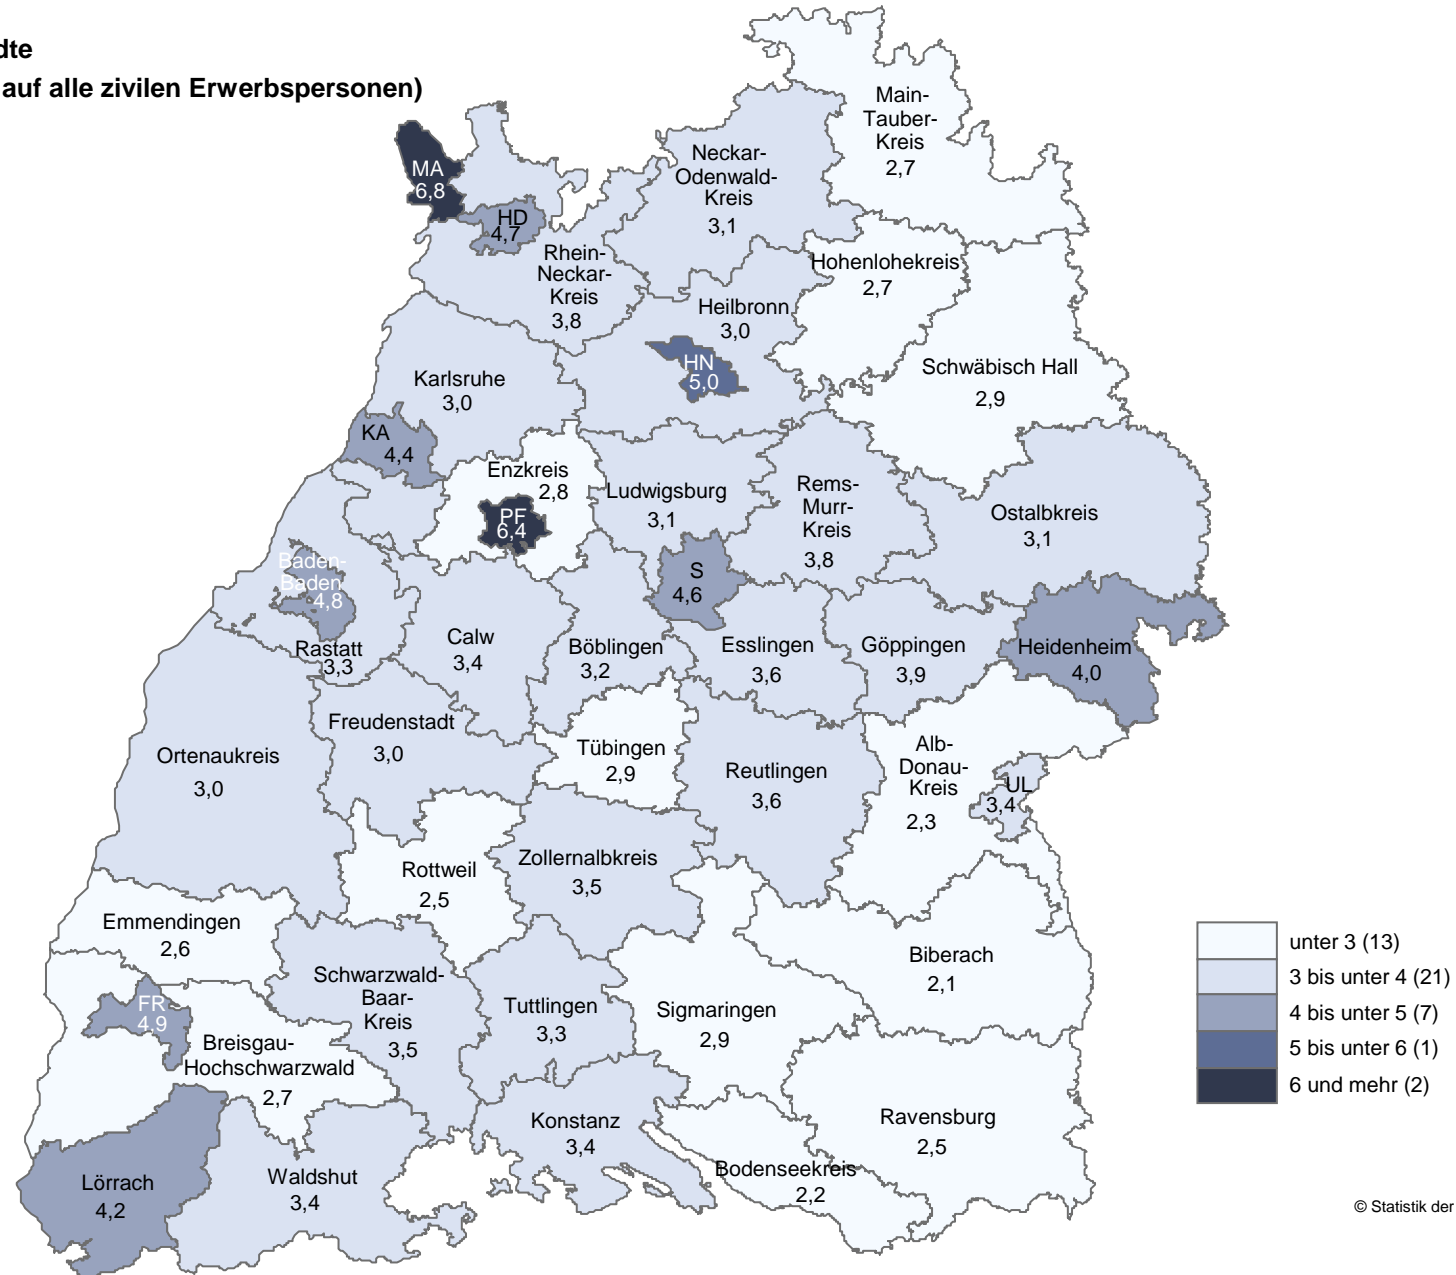 dte
auf alle zivilen Erwerbspersonen)
Main-
Tauber-
Kreis
2,7
MA
6,8
Neckar-
Odenwald-
Kreis
3,1
HD
4,7
Rhein-
Neckar-
Kreis
3,8
Hohenlohekreis
2,7
Heilbronn
3,0
HN
5,0
Schwäbisch Hall
2,9
Karlsruhe
3,0
KA
4,4
Enzkreis
2,8
PF
6,4
Ludwigsburg
3,1
Rems-
Murr-
Kreis
3,8
Ostalbkreis
3,1
Baden-
Baden
4,8
Rastatt
3,3
S
4,6
Calw
3,4
Böblingen
3,2
Esslingen
3,6
Göppingen
3,9
Heidenheim
4,0
Freudenstadt
3,0
Ortenaukreis
3,0
Tübingen
2,9
Reutlingen
3,6
Alb-
Donau-
Kreis
2,3
UL
3,4
Rottweil
2,5
Zollernalbkreis
3,5
Emmendingen
2,6
Biberach
2,1
Schwarzwald-
Baar-
Kreis
3,5
Tuttlingen
3,3
Sigmaringen
2,9
FR
4,9
Breisgau-
Hochschwarzwald
2,7
Konstanz
3,4
Ravensburg
2,5
Bodenseekreis
2,2
Lörrach
4,2
Waldshut
3,4
unter 3 (13)
3 bis unter 4 (21)
4 bis unter 5 (7)
5 bis unter 6 (1)
6 und mehr (2)
© Statistik der